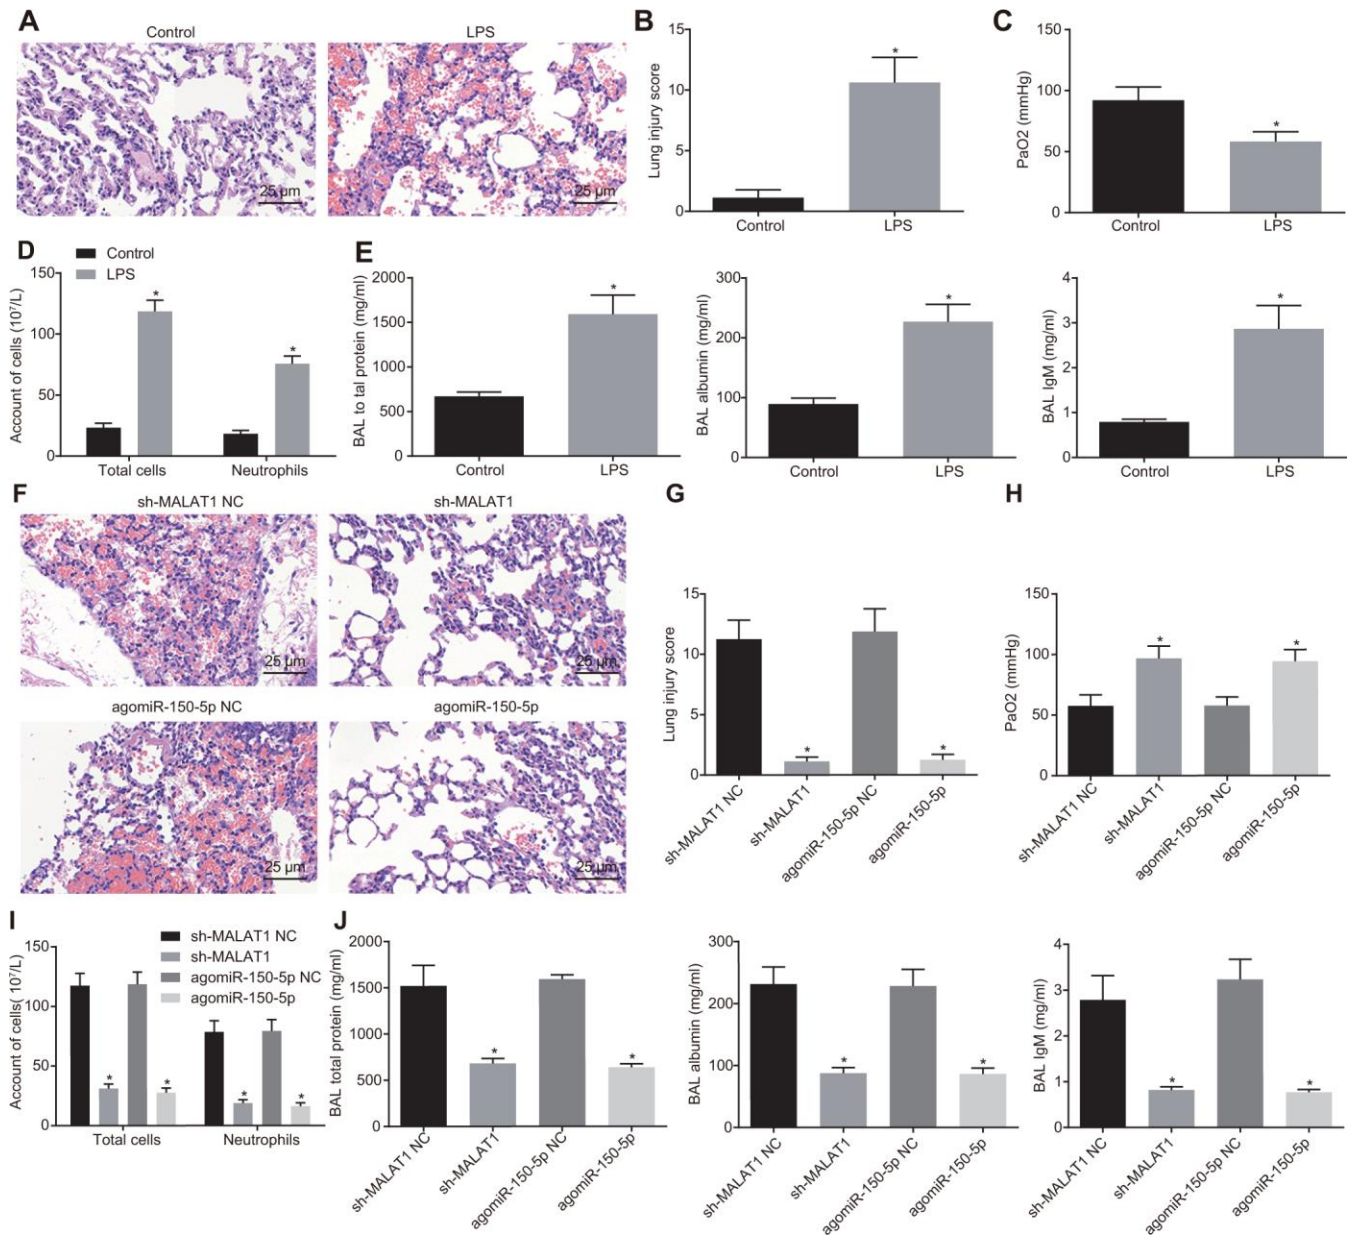 A
Control
LPS
25 µm
25 µm
B
Lung injury score
15
10
5
0
*
Control
LPS
C
PaO2 (mmHg)
150
100
50
0
*
Control
LPS
D
Control
LPS
Account of cells (10⁷/L)
150
100
50
0
*
*
Total cells
Neutrophils
E
BAL to tal protein (mg/ml)
2000
1500
1000
500
0
*
Control
LPS
BAL albumin (mg/ml)
300
200
100
0
*
Control
LPS
BAL IgM (mg/ml)
4
3
2
1
0
*
Control
LPS
F
sh-MALAT1 NC
sh-MALAT1
25 µm
25 µm
agomiR-150-5p NC
agomiR-150-5p
25 µm
25 µm
G
Lung injury score
15
10
5
0
*
*
sh-MALAT1 NC
sh-MALAT1
agomiR-150-5p NC
agomiR-150-5p
H
PaO2 (mmHg)
150
100
50
0
*
*
sh-MALAT1 NC
sh-MALAT1
agomiR-150-5p NC
agomiR-150-5p
I
sh-MALAT1 NC
sh-MALAT1
agomiR-150-5p NC
agomiR-150-5p
Account of cells( 10⁷/L)
150
100
50
0
*
*
*
*
Total cells
Neutrophils
J
BAL total protein (mg/ml)
2000
1500
1000
500
0
*
*
sh-MALAT1 NC
sh-MALAT1
agomiR-150-5p NC
agomiR-150-5p
BAL albumin (mg/ml)
300
200
100
0
*
*
sh-MALAT1 NC
sh-MALAT1
agomiR-150-5p NC
agomiR-150-5p
BAL IgM (mg/ml)
4
3
2
1
0
*
*
sh-MALAT1 NC
sh-MALAT1
agomiR-150-5p NC
agomiR-150-5p